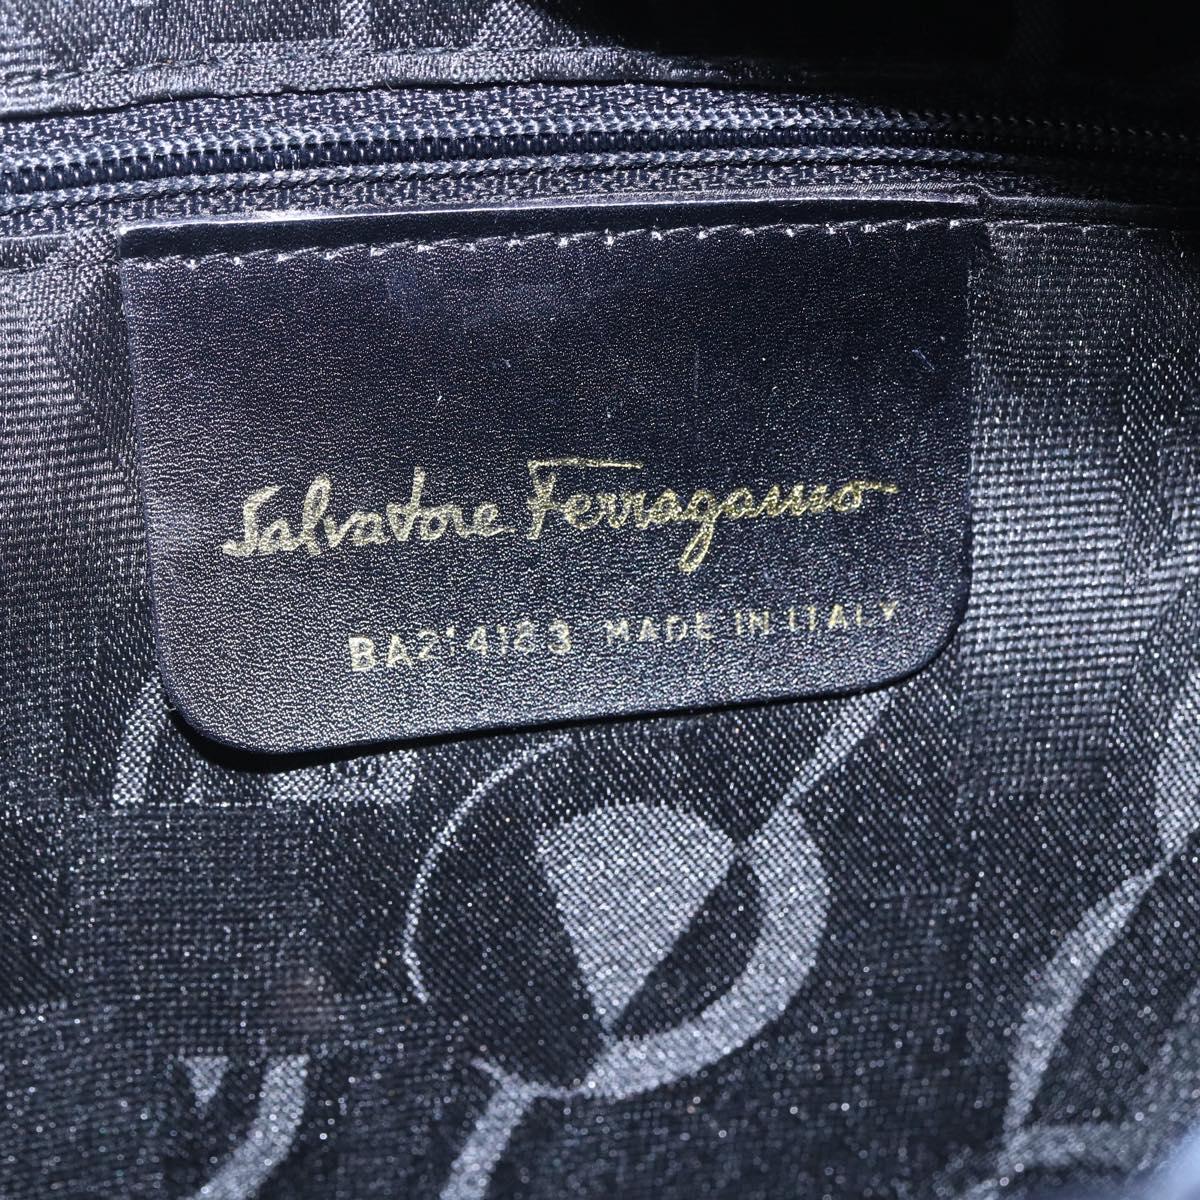 Salvatore Ferragamo
BA214183 MADE IN ITALY